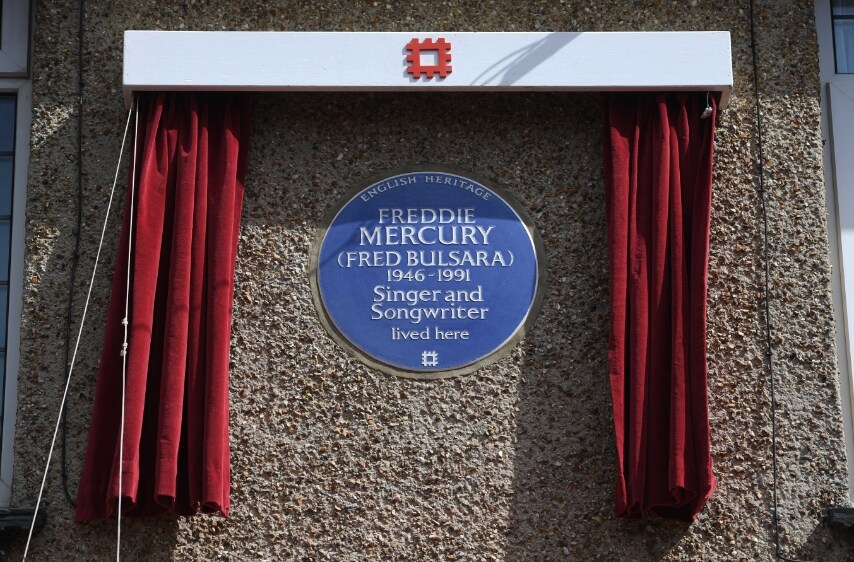 ENGLISH HERITAGE
FREDDIE
MERCURY
(FRED BULSARA)
1946-1991
Singer and
Songwriter
lived here